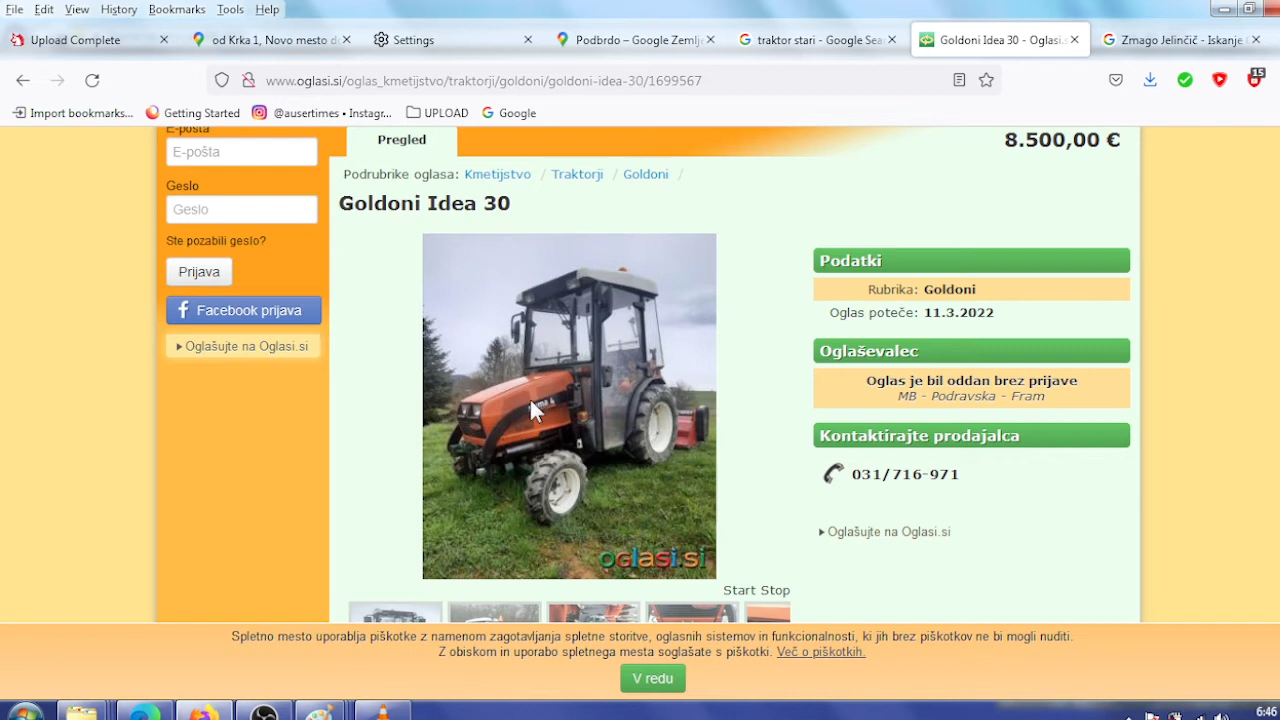 File Edit View History Bookmarks Tools Help
Upload Complete
od Krka 1, Novo mesto do
Settings
Podbrdo – Google Zemlje
traktor stari - Google Sea
Goldoni Idea 30 - Oglasi.s
Zmago Jelinčič - Iskanje
www.oglasi.si/oglas_kmetijstvo/traktorji/goldoni/goldoni-idea-30/1699567
15
Import bookmarks... Getting Started @ausertimes • Instagr... UPLOAD Google
E-pošta
E-pošta
Geslo
Geslo
Ste pozabili geslo?
Prijava
Facebook prijava
Oglašujte na Oglasi.si
Pregled
8.500,00 €
Podrubrike oglasa: Kmetijstvo / Traktorji / Goldoni /
Goldoni Idea 30
oglasi.si
Start Stop
Podatki
Rubrika: Goldoni
Oglas poteče: 11.3.2022
Oglaševalec
Oglas je bil oddan brez prijave
MB - Podravska - Fram
Kontaktirajte prodajalca
031/716-971
Oglašujte na Oglasi.si
Spletno mesto uporablja piškotke z namenom zagotavljanja spletne storitve, oglasnih sistemov in funkcionalnosti, ki jih brez piškotkov ne bi mogli nuditi.
Z obiskom in uporabo spletnega mesta soglašate s piškotki. Več o piškotkih.
V redu
6:46